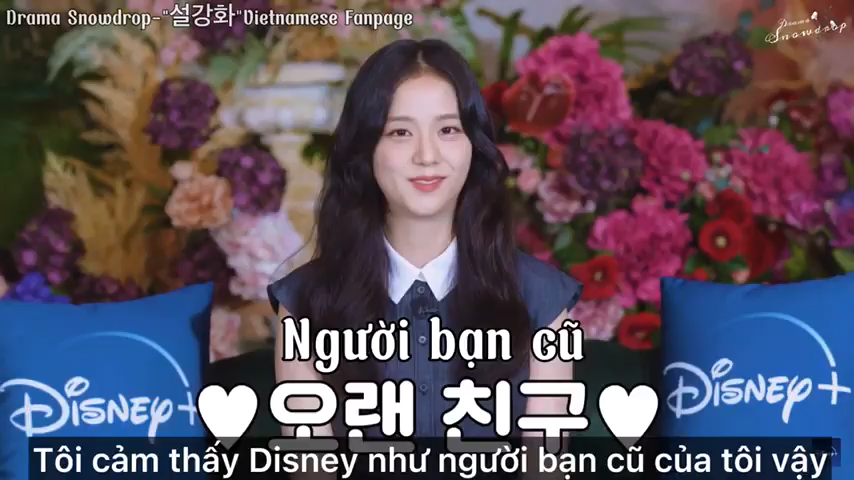 Drama Snowdrop-"설강화"Vietnamese Fanpage
Drama
Snowdrop
Người bạn cũ
오랜 친구
Disney+
Disney+
Tôi cảm thấy Disney như người bạn cũ của tôi vậy